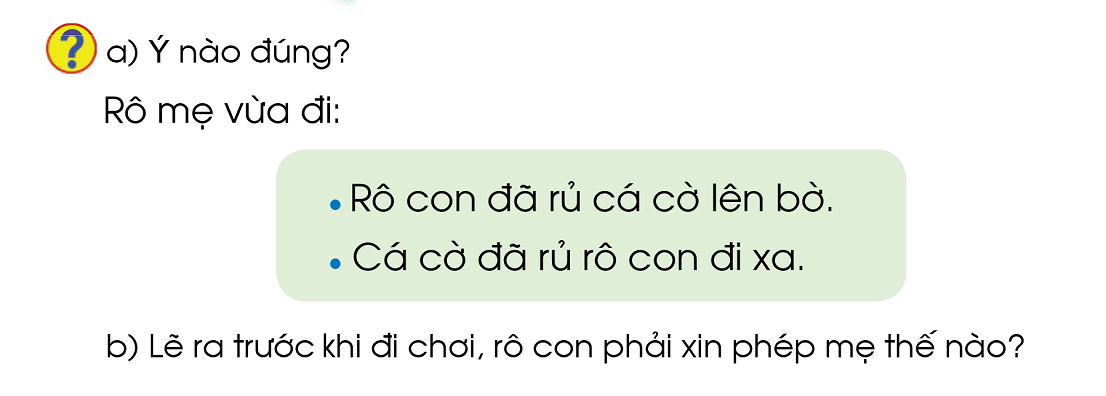 ?
a) Ý nào đúng?
Rô mẹ vừa đi:
• Rô con đã rủ cá cờ lên bờ.
• Cá cờ đã rủ rô con đi xa.
b) Lẽ ra trước khi đi chơi, rô con phải xin phép mẹ thế nào?